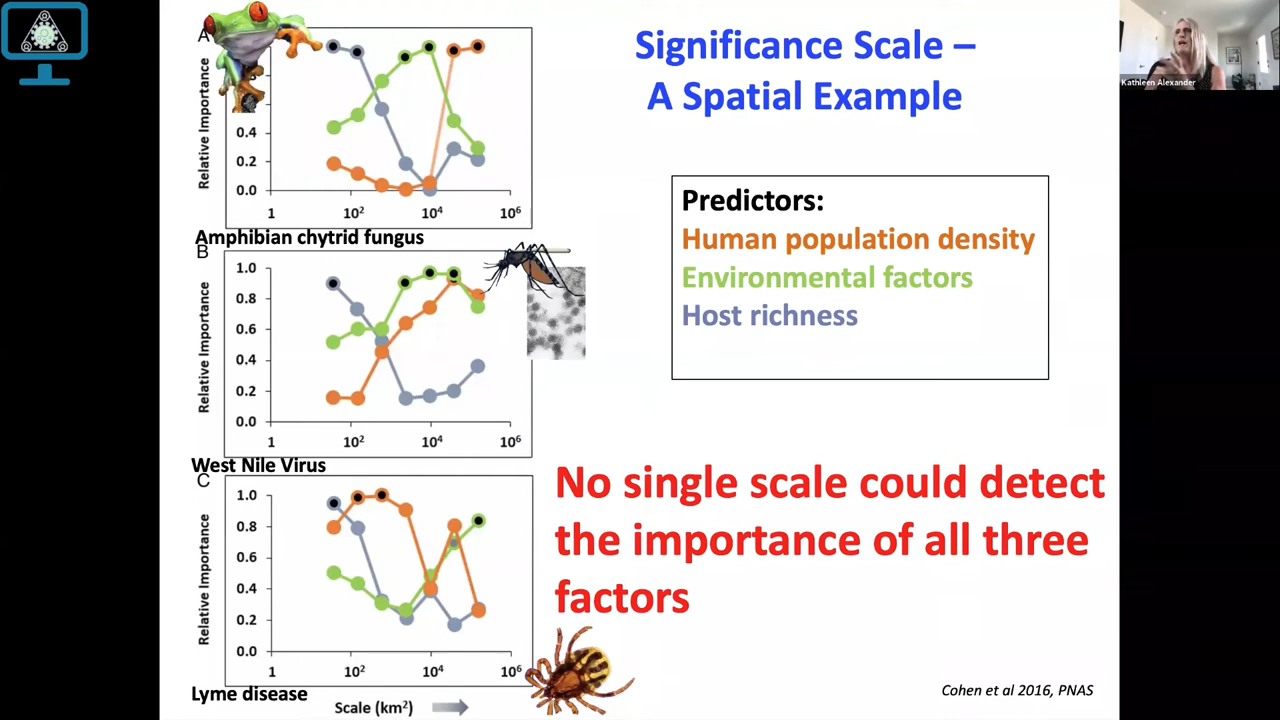 Significance Scale –
A Spatial Example
Kathleen Alexander
A
Relative Importance
0.4
0.2
0.0
1 10² 10⁴ 10⁶
Amphibian chytrid fungus
B
Relative Importance
1.0
0.8
0.6
0.4
0.2
0.0
1 10² 10⁴ 10⁶
West Nile Virus
C
Relative Importance
1.0
0.8
0.6
0.4
0.2
0.0
1 10² 10⁴ 10⁶
Lyme disease
Scale (km²)
Predictors:
Human population density
Environmental factors
Host richness
No single scale could detect
the importance of all three
factors
Cohen et al 2016, PNAS